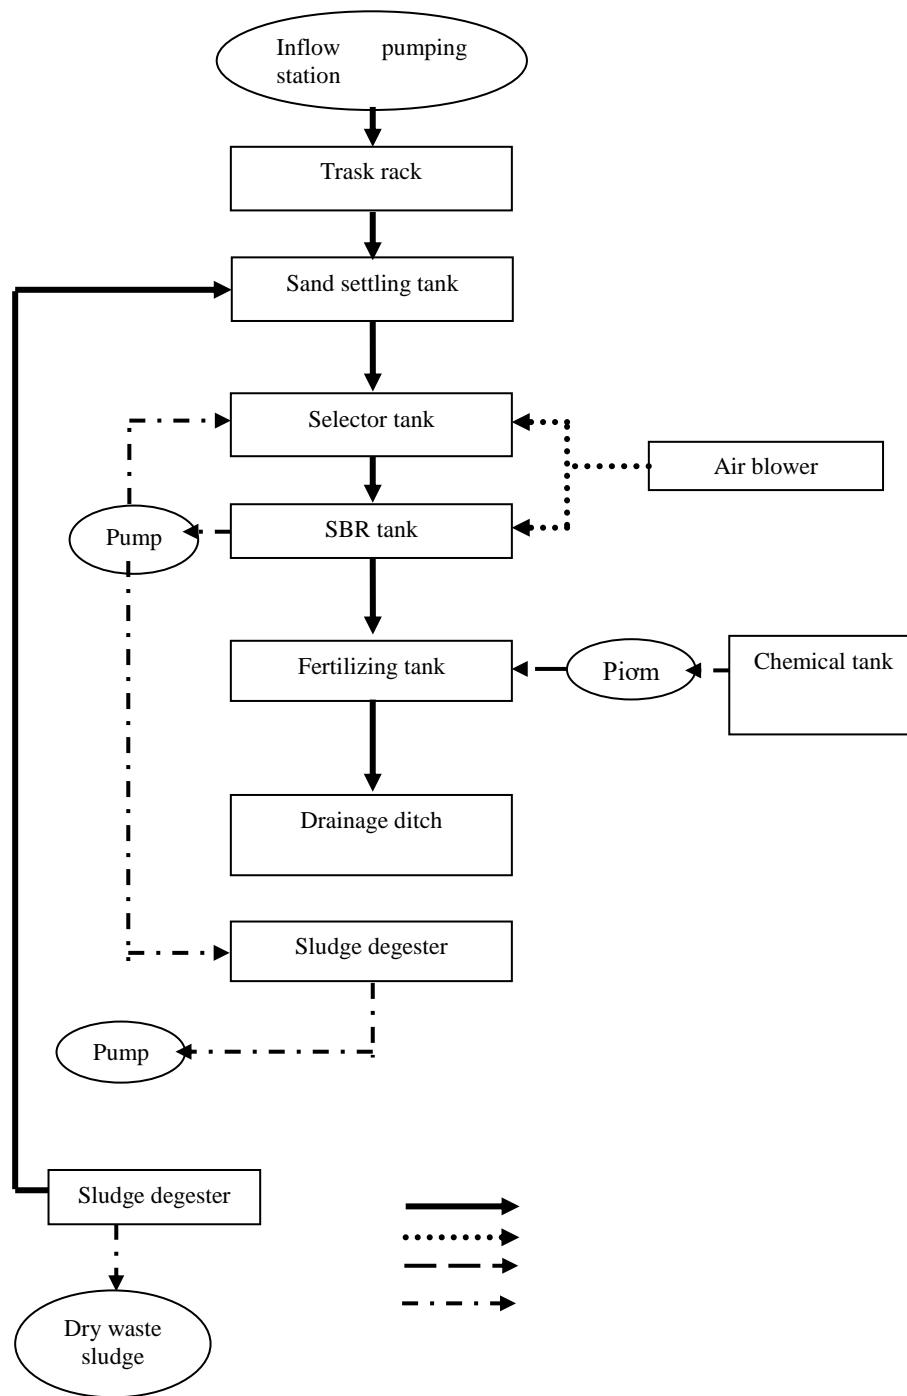 Inflow pumping
station
Trask rack
Sand settling tank
Selector tank
Air blower
Pump
SBR tank
Fertilizing tank
Piơm
Chemical tank
Drainage ditch
Sludge degester
Pump
Sludge degester
Dry waste
sludge